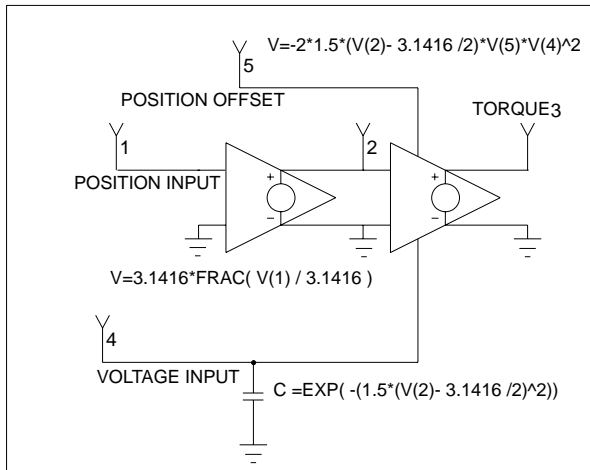 V=-2*1.5*(V(2)- 3.1416 /2)*V(5)*V(4)^2
5
POSITION OFFSET
TORQUE3
1
2
POSITION INPUT
+
+
−
−
V=3.1416*FRAC( V(1) / 3.1416 )
4
VOLTAGE INPUT
C =EXP( -(1.5*(V(2)- 3.1416 /2)^2))